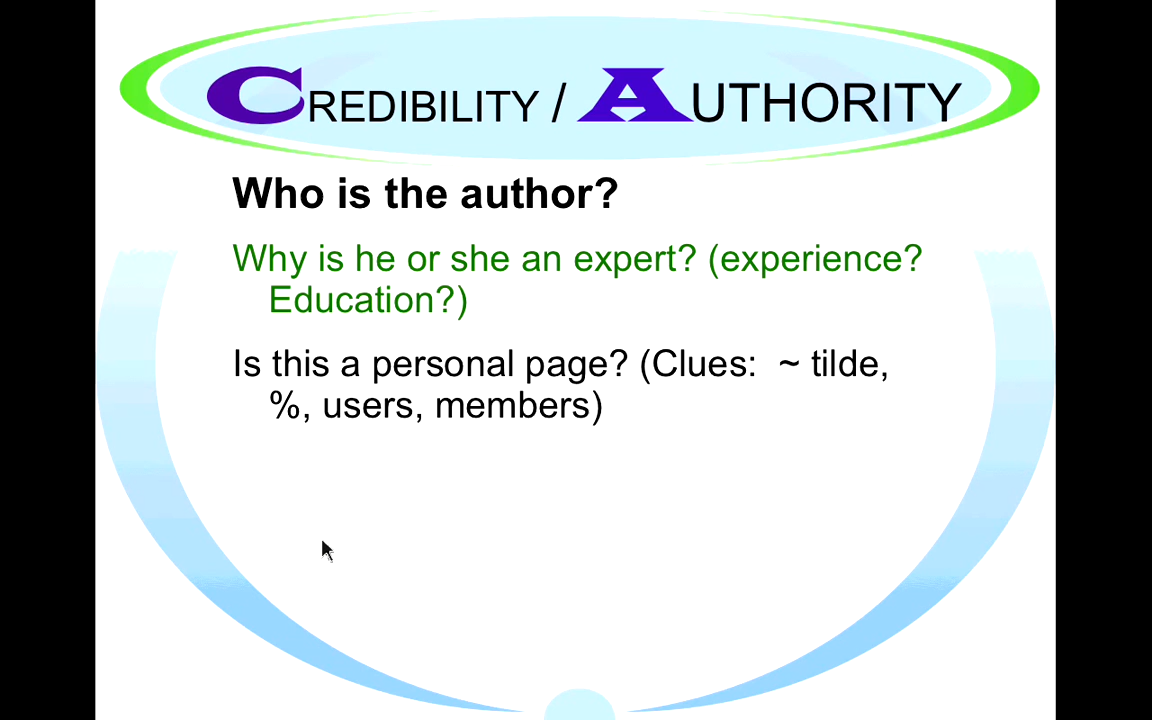 CREDIBILITY / AUTHORITY
Who is the author?
Why is he or she an expert? (experience?
Education?)
Is this a personal page? (Clues:  ~ tilde,
%, users, members)